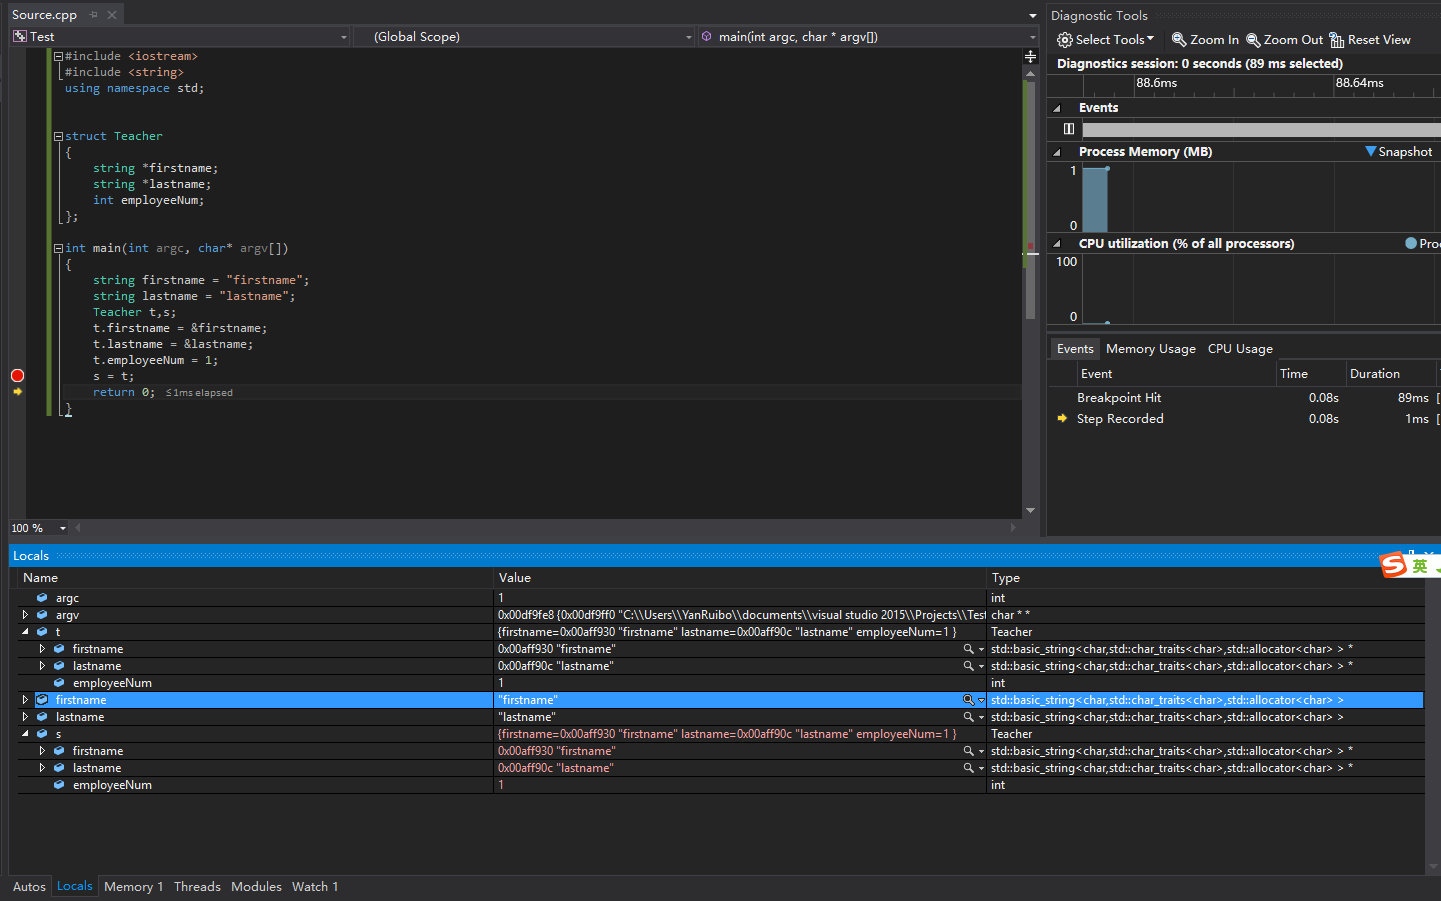 Source.cpp
Test
(Global Scope)
main(int argc, char * argv[])
#include <iostream>
#include <string>
using namespace std;
struct Teacher
{
string *firstname;
string *lastname;
int employeeNum;
};
int main(int argc, char* argv[])
{
string firstname = "firstname";
string lastname = "lastname";
Teacher t,s;
t.firstname = &firstname;
t.lastname = &lastname;
t.employeeNum = 1;
s = t;
return 0; ≤1ms elapsed
}
100 %
Diagnostic Tools
Select Tools Zoom In Zoom Out Reset View
Diagnostics session: 0 seconds (89 ms selected)
88.6ms 88.64ms
Events
Process Memory (MB) Snapshot
1
0
CPU utilization (% of all processors)
100
0
Events Memory Usage CPU Usage
Event Time Duration
Breakpoint Hit 0.08s 89ms [
Step Recorded 0.08s 1ms [
Locals
英
Name Value Type
argc 1 int
argv 0x00df9fe8 {0x00df9ff0 "C:\\Users\\YanRuibo\\documents\\visual studio 2015\\Projects\\Test char * *
t {firstname=0x00aff930 "firstname" lastname=0x00aff90c "lastname" employeeNum=1 } Teacher
firstname 0x00aff930 "firstname" std::basic_string<char,std::char_traits<char>,std::allocator<char> > *
lastname 0x00aff90c "lastname" std::basic_string<char,std::char_traits<char>,std::allocator<char> > *
employeeNum 1 int
firstname "firstname" std::basic_string<char,std::char_traits<char>,std::allocator<char> >
lastname "lastname" std::basic_string<char,std::char_traits<char>,std::allocator<char> >
s {firstname=0x00aff930 "firstname" lastname=0x00aff90c "lastname" employeeNum=1 } Teacher
firstname 0x00aff930 "firstname" std::basic_string<char,std::char_traits<char>,std::allocator<char> > *
lastname 0x00aff90c "lastname" std::basic_string<char,std::char_traits<char>,std::allocator<char> > *
employeeNum 1 int
Autos Locals Memory 1 Threads Modules Watch 1